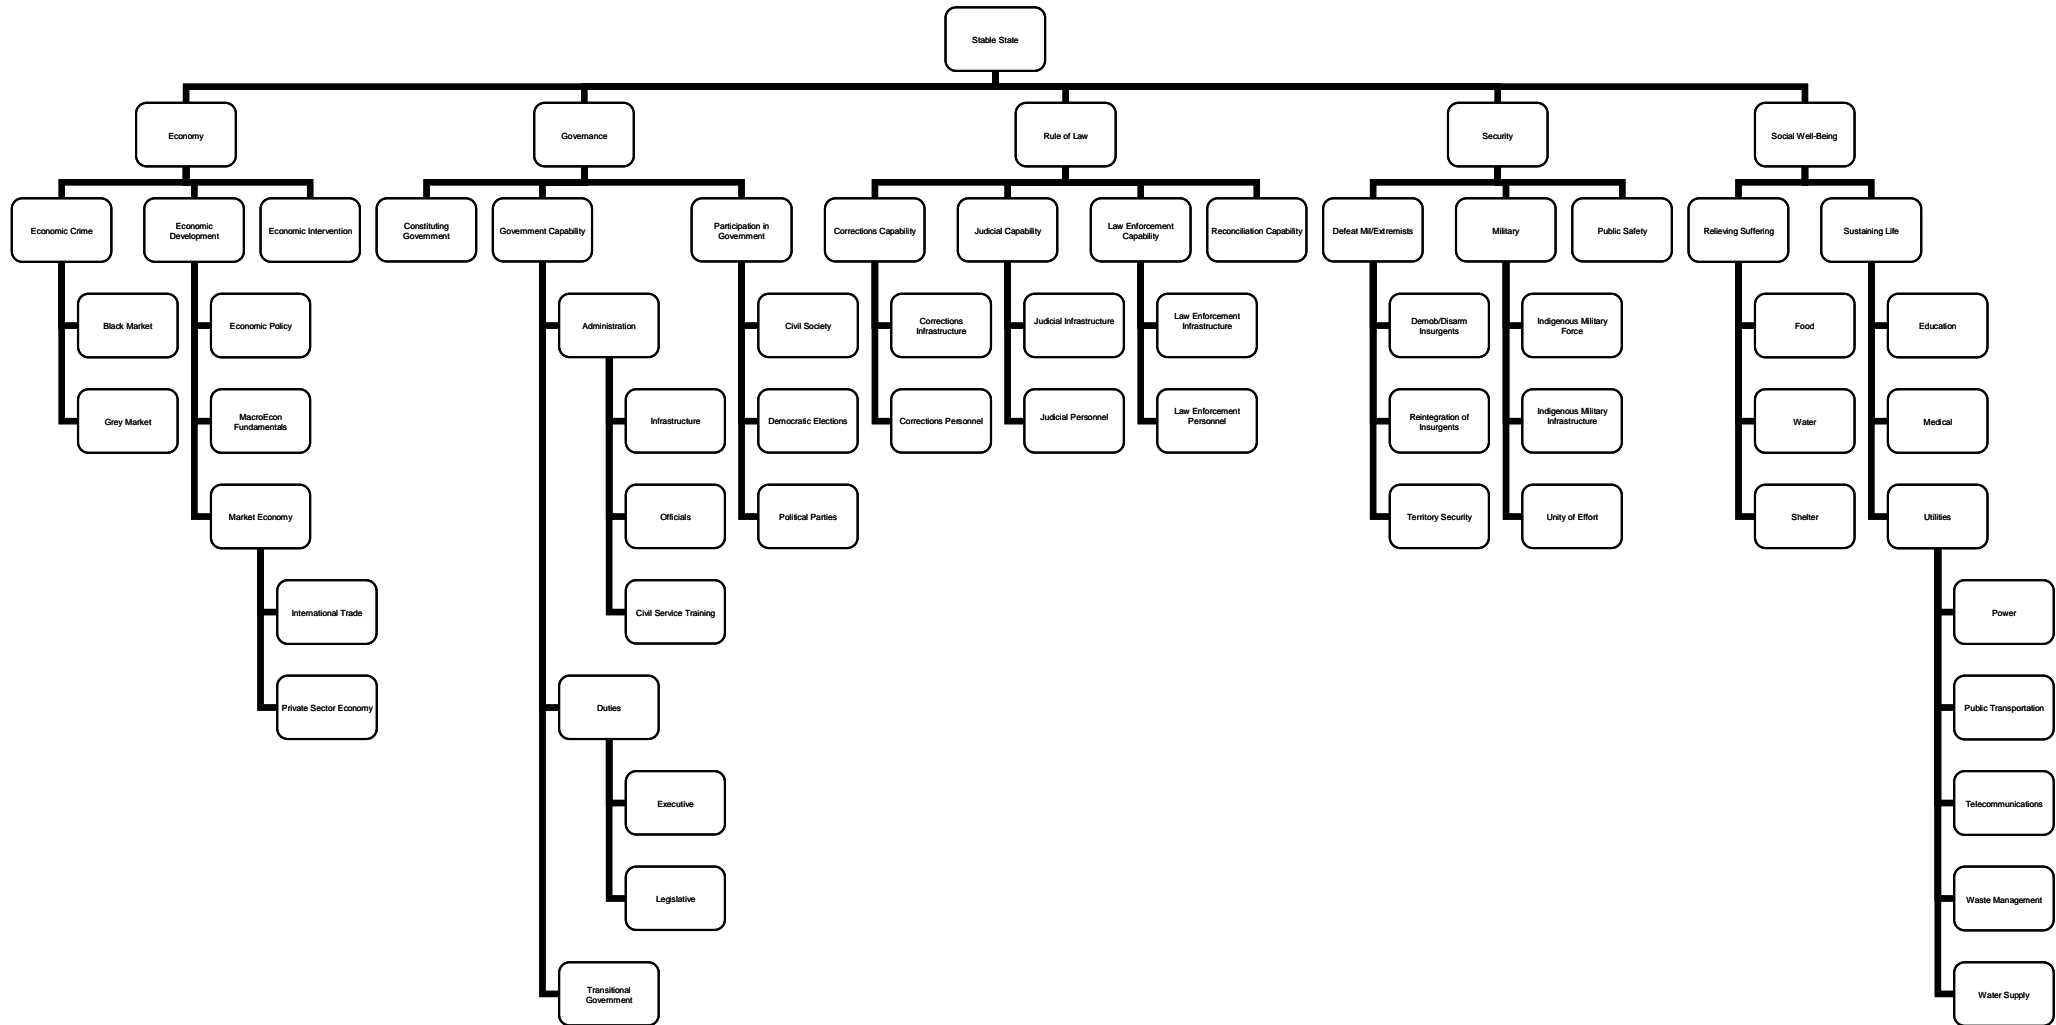 Stable State
Economy
Governance
Rule of Law
Security
Social Well-Being
Economic Crime
Economic
Development
Economic Intervention
Constituting
Government
Government Capability
Participation in
Government
Corrections Capability
Judicial Capability
Law Enforcement
Capability
Reconciliation Capability
Defeat Mil/Extremists
Military
Public Safety
Relieving Suffering
Sustaining Life
Black Market
Economic Policy
Administration
Civil Society
Corrections
Infrastructure
Judicial Infrastructure
Law Enforcement
Infrastructure
Demob/Disarm
Insurgents
Indigenous Military
Force
Food
Education
Grey Market
MacroEcon
Fundamentals
Infrastructure
Democratic Elections
Corrections Personnel
Judicial Personnel
Law Enforcement
Personnel
Reintegration of
Insurgents
Indigenous Military
Infrastructure
Water
Medical
Market Economy
Officials
Political Parties
Territory Security
Unity of Effort
Shelter
Utilities
International Trade
Civil Service Training
Power
Private Sector Economy
Duties
Public Transportation
Executive
Telecommunications
Legislative
Waste Management
Transitional
Government
Water Supply